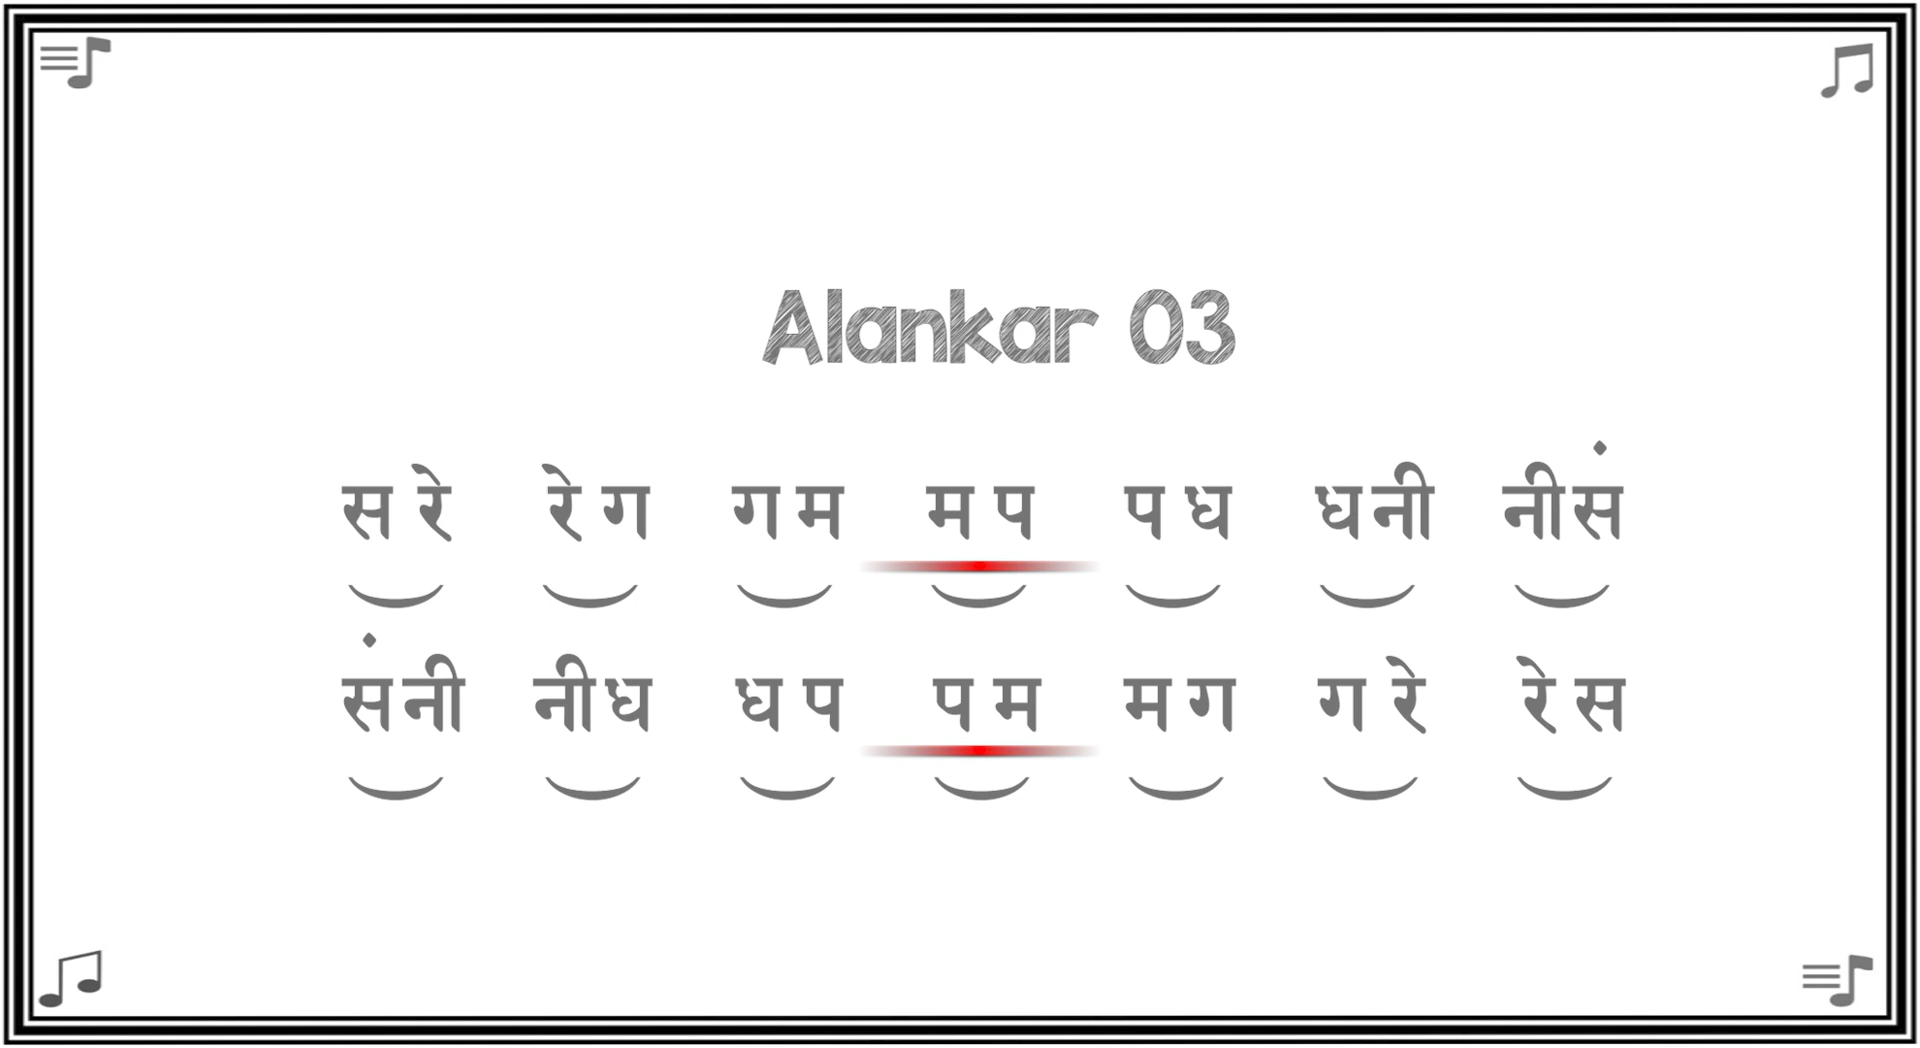 Alankar 03
स रे रे ग ग म म प प ध धनी नीसं
संनी नीध ध प प म म ग ग रे रे स